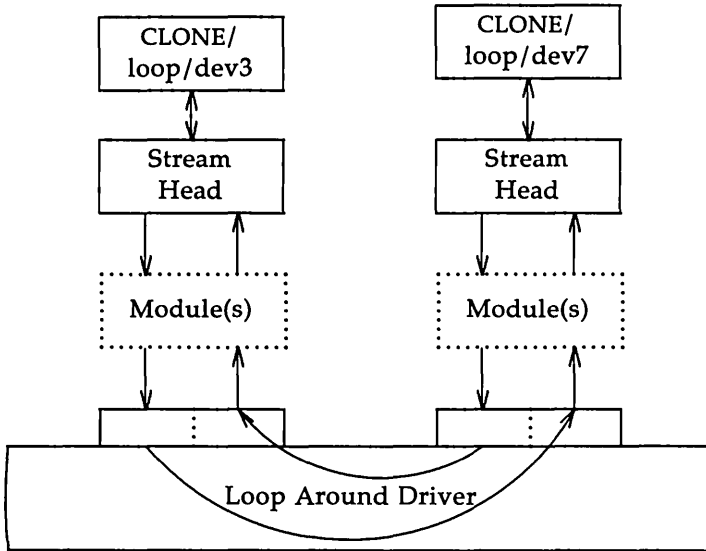 CLONE/
loop/dev3
CLONE/
loop/dev7
Stream
Head
Stream
Head
Module(s)
Module(s)
Loop Around Driver